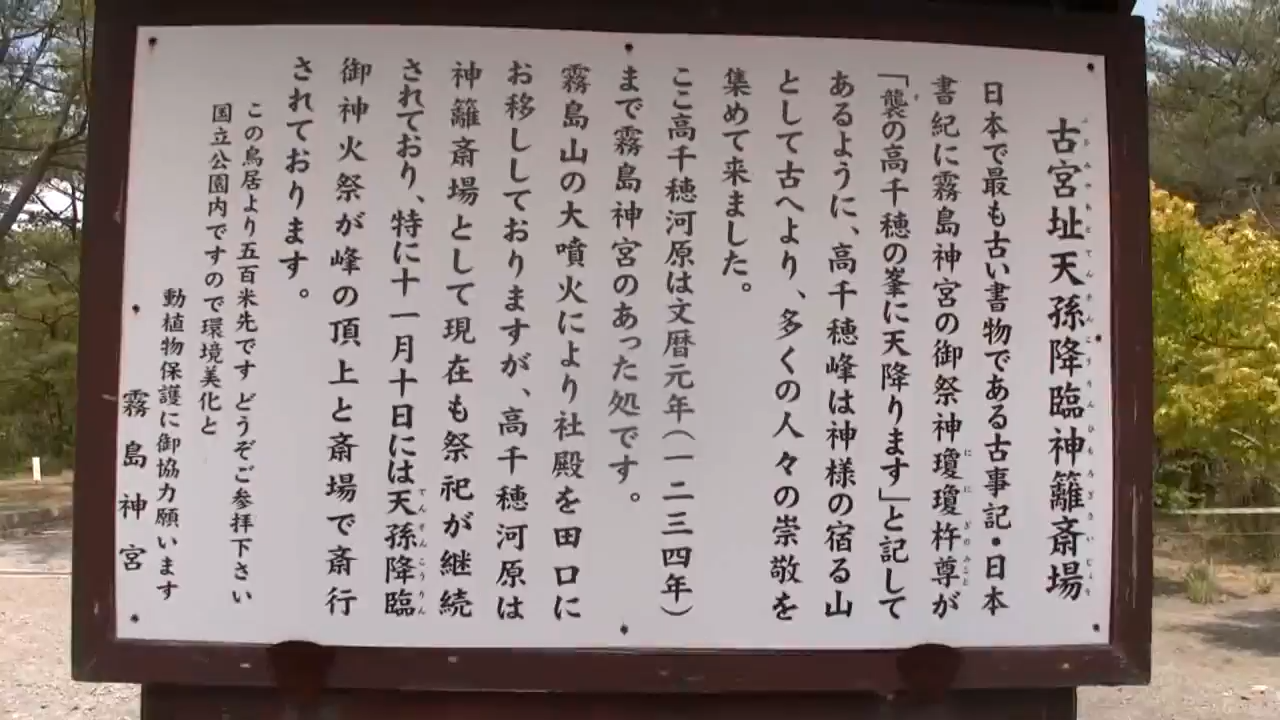 古宮址天孫降臨神籬斎場
日本で最も古い書物である古事記・日本
書紀に霧島神宮の御祭神瓊瓊杵尊が
「襲の高千穂の峯に天降ります」と記して
あるように、高千穂峰は神様の宿る山
として古へより、多くの人々の崇敬を
集めて来ました。
ここ高千穂河原は文暦元年(一二三四年)
まで霧島神宮のあった処です。
霧島山の大噴火により社殿を田口に
お移ししておりますが、高千穂河原は
神籬斎場として現在も祭祀が継続
されており、特に十一月十日には天孫降臨
御神火祭が峰の頂上と斎場で斎行
されております。
この鳥居より五百米先です どうぞご参拝下さい
国立公園内ですので環境美化と
動植物保護に御協力願います
霧島神宮